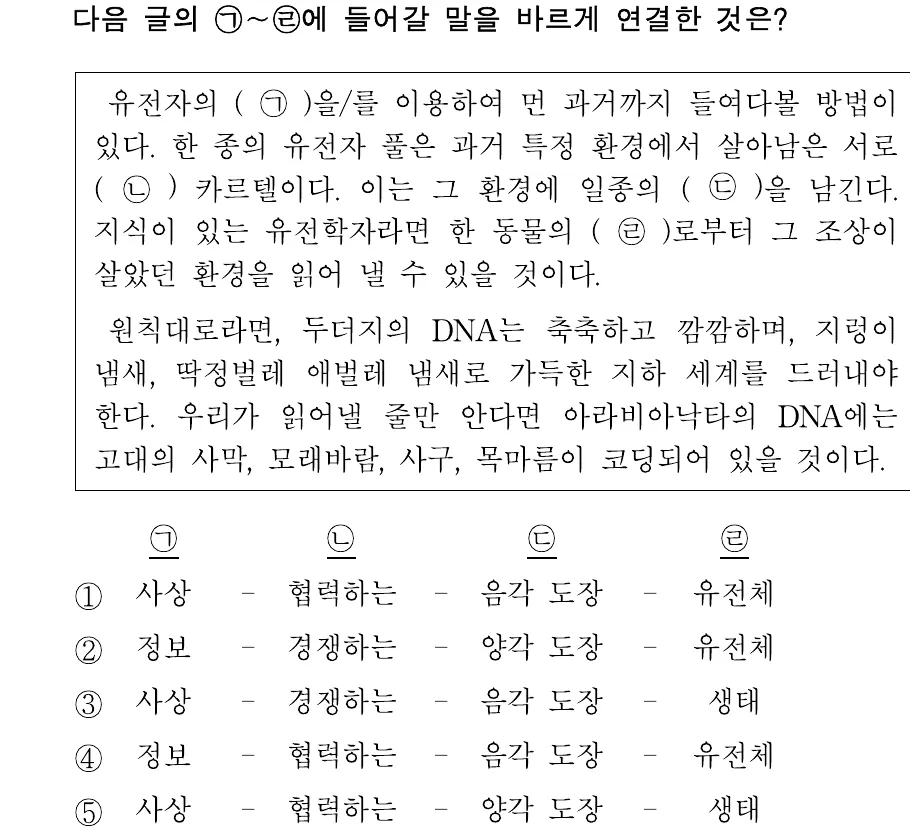 다음 글의 ㉠~㉣에 들어갈 말을 바르게 연결한 것은?
유전자의 ( ㉠ )을/를 이용하여 먼 과거까지 들여다볼 방법이
있다. 한 종의 유전자 풀은 과거 특정 환경에서 살아남은 서로
( ㉡ ) 카르텔이다. 이는 그 환경에 일종의 ( ㉢ )을 남긴다.
지식이 있는 유전학자라면 한 동물의 ( ㉣ )로부터 그 조상이
살았던 환경을 읽어 낼 수 있을 것이다.
원칙대로라면, 두더지의 DNA는 축축하고 깜깜하며, 지렁이
냄새, 딱정벌레 애벌레 냄새로 가득한 지하 세계를 드러내야
한다. 우리가 읽어낼 줄만 안다면 아라비아낙타의 DNA에는
고대의 사막, 모래바람, 사구, 목마름이 코딩되어 있을 것이다.
㉠ ㉡ ㉢ ㉣
① 사상 - 협력하는 - 음각 도장 - 유전체
② 정보 - 경쟁하는 - 양각 도장 - 유전체
③ 사상 - 경쟁하는 - 음각 도장 - 생태
④ 정보 - 협력하는 - 음각 도장 - 유전체
⑤ 사상 - 협력하는 - 양각 도장 - 생태